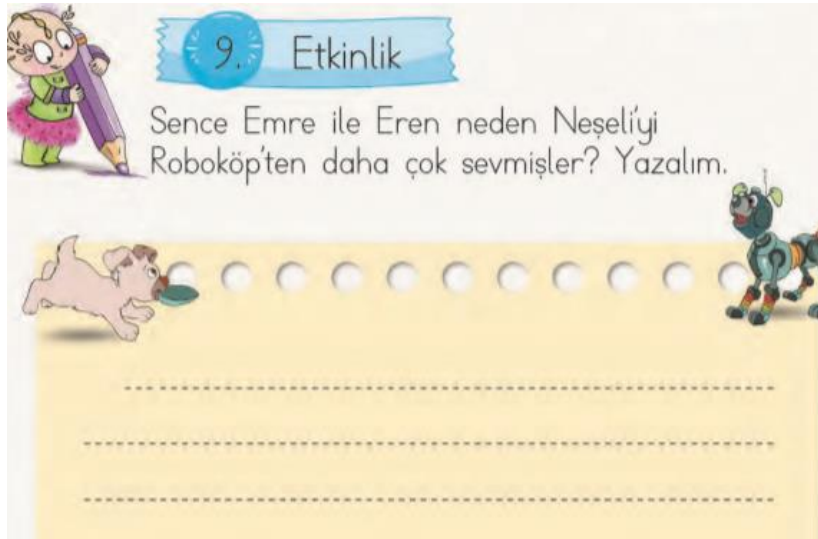 9. Etkinlik
Sence Emre ile Eren neden Neşeli'yi
Roboköp'ten daha çok sevmişler? Yazalım.